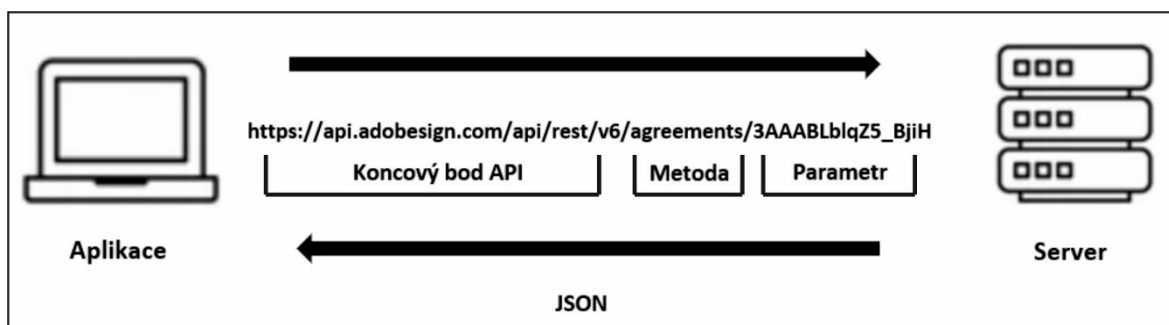 https://api.adobesign.com/api/rest/v6/agreements/3AAABLblqZ5_BjiH
Koncový bod API
Metoda
Parametr
Aplikace
Server
JSON